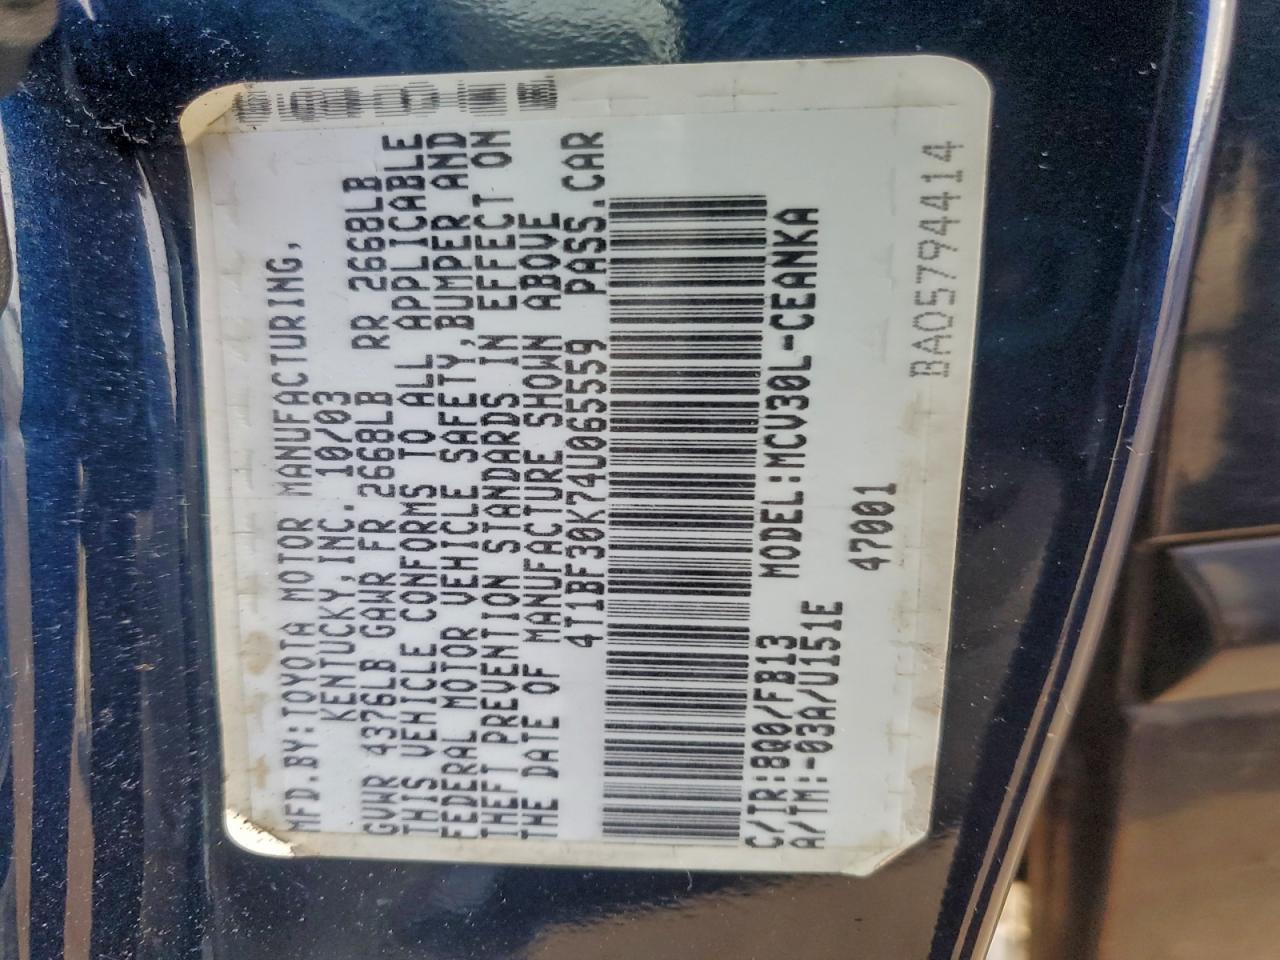 MFD.BY:TOYOTA MOTOR MANUFACTURING,
KENTUCKY,INC. 10/03
GVWR 4376LB GAWR FR 2668LB RR 2668LB
THIS VEHICLE CONFORMS TO ALL APPLICABLE
FEDERAL MOTOR VEHICLE SAFETY,BUMPER AND
THEFT PREVENTION STANDARDS IN EFFECT ON
THE DATE OF MANUFACTURE SHOWN ABOVE
4T1BF30K74U065559 PASS.CAR
C/TR:8Q0/FB13 MODEL:MCV30L-CEANKA
A/TM:-03A/U151E
47001
BA05794414